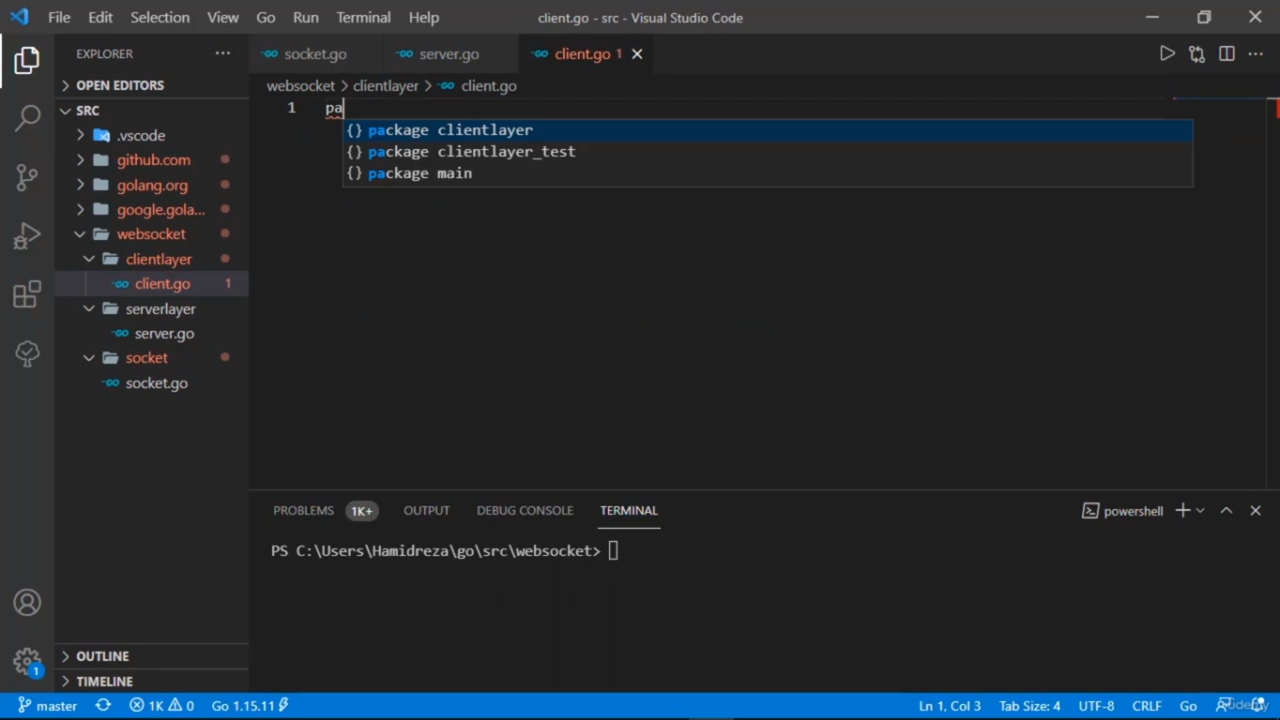 File Edit Selection View Go Run Terminal Help client.go - src - Visual Studio Code
EXPLORER
socket.go server.go client.go 1
OPEN EDITORS
websocket > clientlayer > client.go
SRC
.vscode
github.com
golang.org
google.gola...
websocket
clientlayer
client.go 1
serverlayer
server.go
socket
socket.go
OUTLINE
TIMELINE
1 pa
{} package clientlayer
{} package clientlayer_test
{} package main
PROBLEMS 1K+ OUTPUT DEBUG CONSOLE TERMINAL powershell
PS C:\Users\Hamidreza\go\src\websocket>
1
master 1K 0 Go 1.15.11 Ln 1, Col 3 Tab Size: 4 UTF-8 CRLF Go